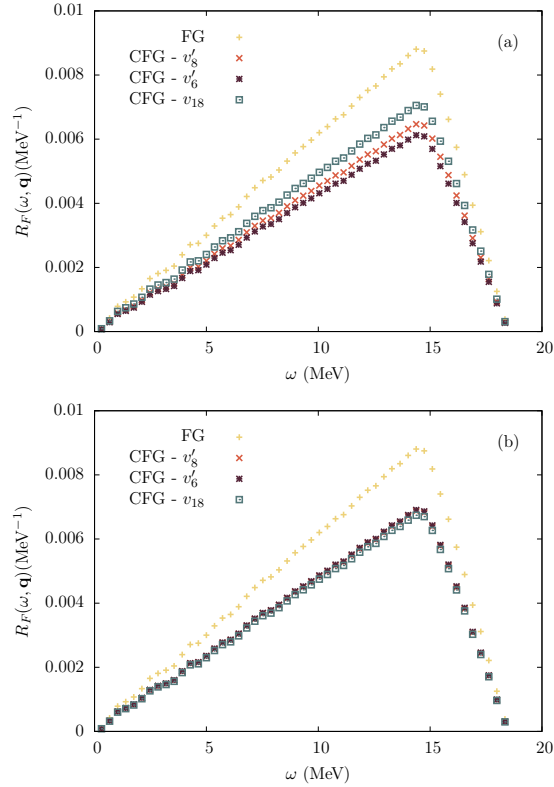 0.01
(a)
FG
CFG - v′8
0.008
CFG - v′6
CFG - v18
0.006
0.004
0.002
0
0 5 10 15 20
R_F(ω, q)(MeV⁻¹)
ω (MeV)
0.01
(b)
FG
CFG - v′8
0.008
CFG - v′6
CFG - v18
0.006
0.004
0.002
0
0 5 10 15 20
R_F(ω, q)(MeV⁻¹)
ω (MeV)